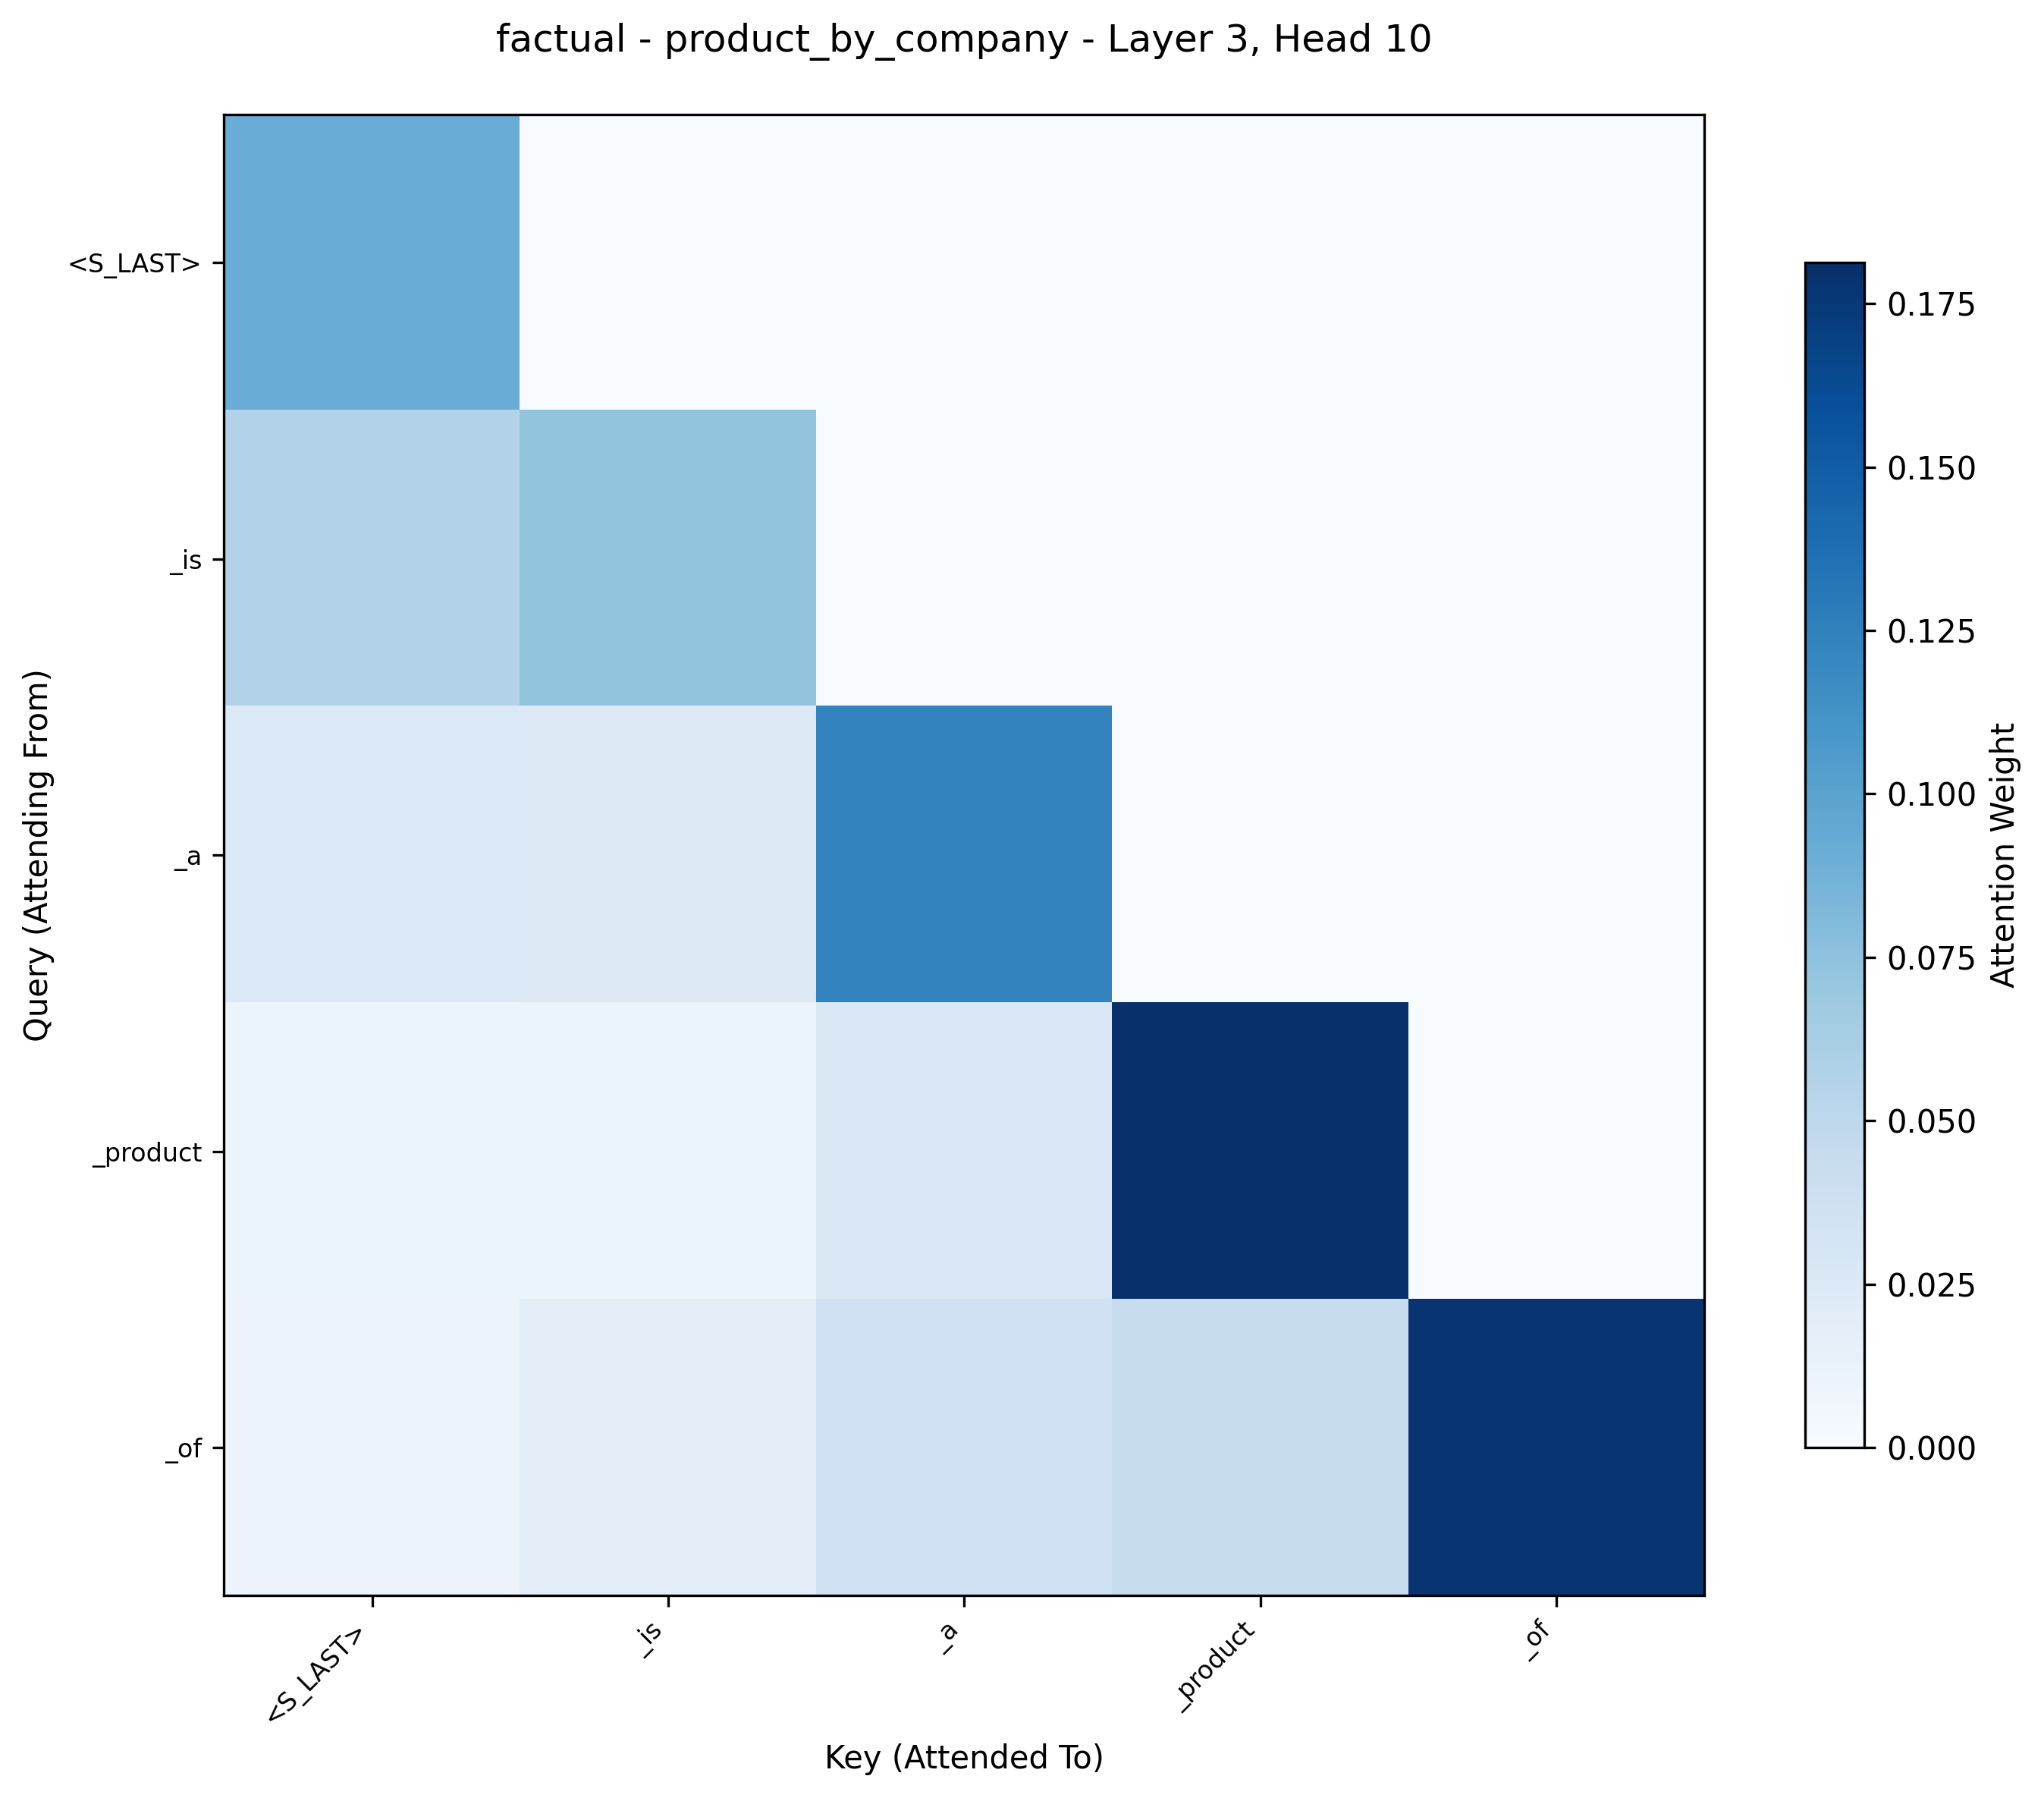 factual - product_by_company - Layer 3, Head 10
Query (Attending From)
<S_LAST>
_is
_a
_product
_of
<S_LAST>
_is
_a
_product
_of
Key (Attended To)
0.175
0.150
0.125
0.100
0.075
0.050
0.025
0.000
Attention Weight